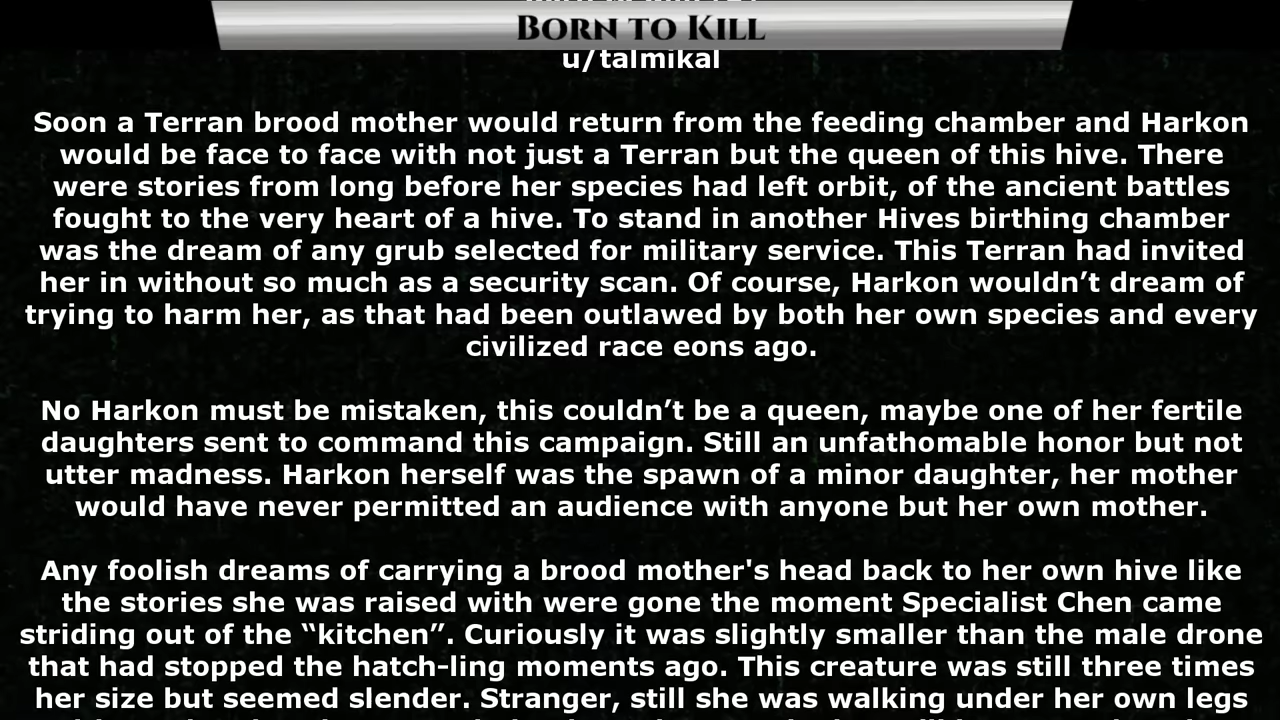 Born to Kill
u/talmikal
Soon a Terran brood mother would return from the feeding chamber and Harkon
would be face to face with not just a Terran but the queen of this hive. There
were stories from long before her species had left orbit, of the ancient battles
fought to the very heart of a hive. To stand in another Hives birthing chamber
was the dream of any grub selected for military service. This Terran had invited
her in without so much as a security scan. Of course, Harkon wouldn’t dream of
trying to harm her, as that had been outlawed by both her own species and every
civilized race eons ago.
No Harkon must be mistaken, this couldn’t be a queen, maybe one of her fertile
daughters sent to command this campaign. Still an unfathomable honor but not
utter madness. Harkon herself was the spawn of a minor daughter, her mother
would have never permitted an audience with anyone but her own mother.
Any foolish dreams of carrying a brood mother's head back to her own hive like
the stories she was raised with were gone the moment Specialist Chen came
striding out of the “kitchen”. Curiously it was slightly smaller than the male drone
that had stopped the hatch-ling moments ago. This creature was still three times
her size but seemed slender. Stranger, still she was walking under her own legs